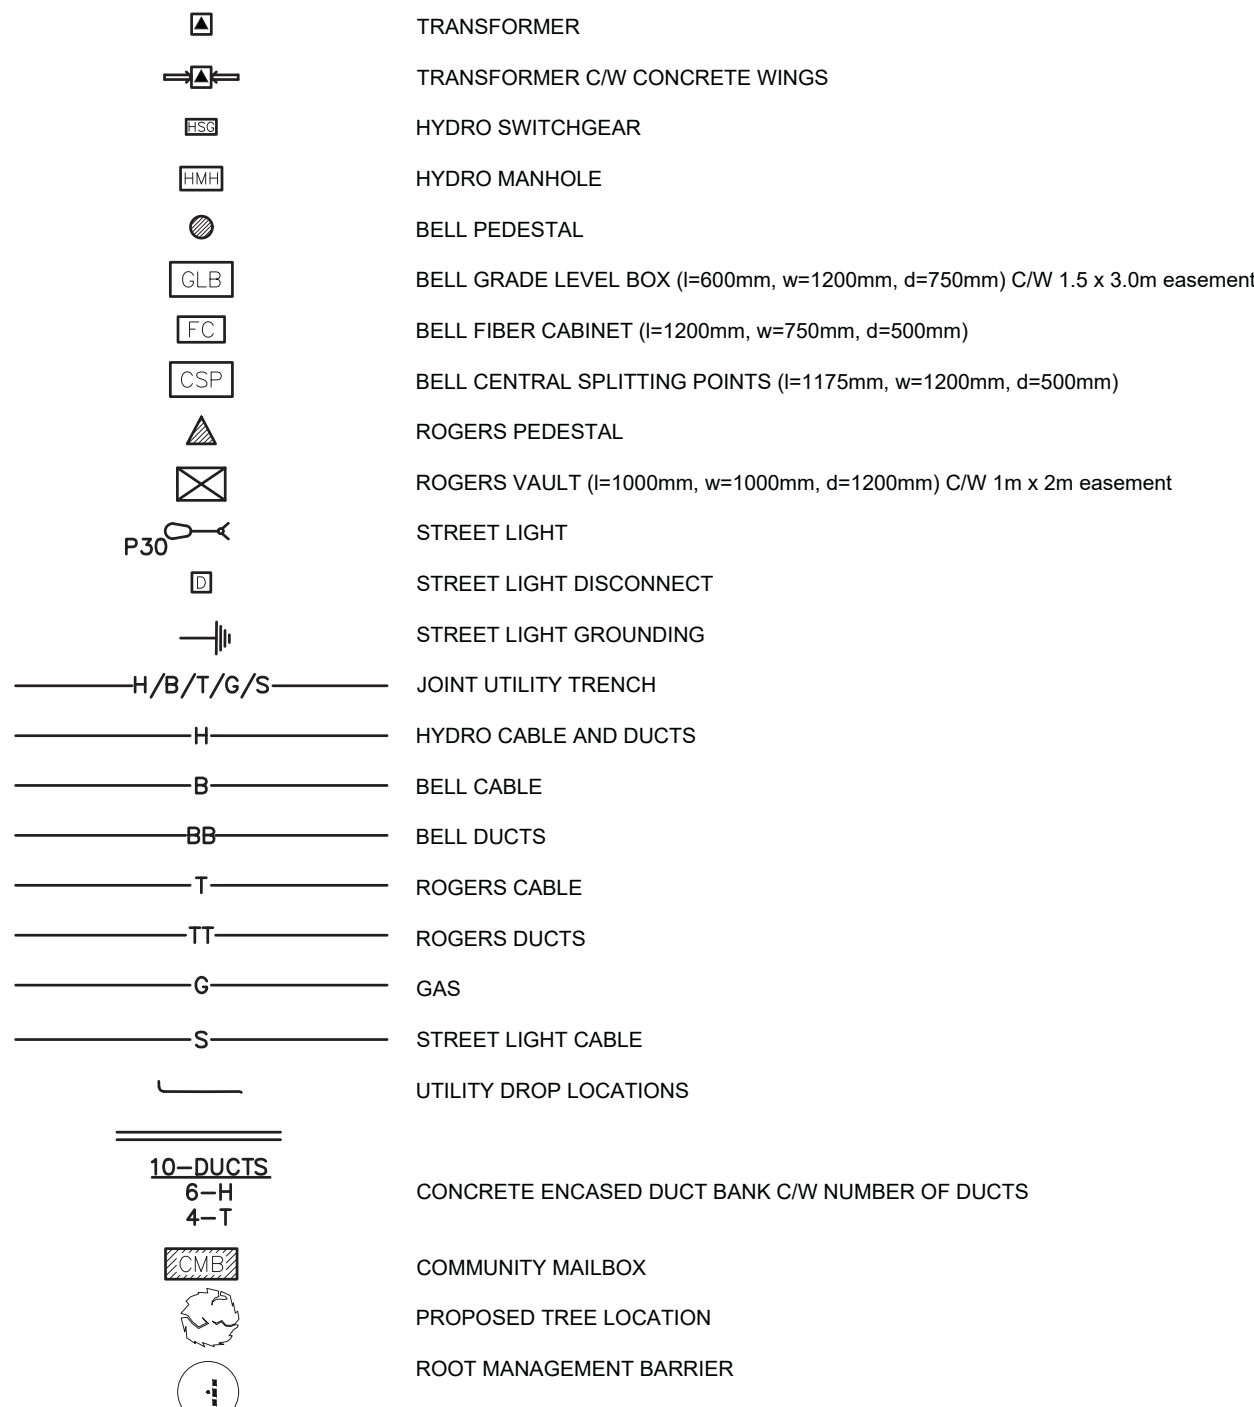 TRANSFORMER
TRANSFORMER C/W CONCRETE WINGS
HSG HYDRO SWITCHGEAR
HMH HYDRO MANHOLE
BELL PEDESTAL
GLB BELL GRADE LEVEL BOX (l=600mm, w=1200mm, d=750mm) C/W 1.5 x 3.0m easement
FC BELL FIBER CABINET (l=1200mm, w=750mm, d=500mm)
CSP BELL CENTRAL SPLITTING POINTS (l=1175mm, w=1200mm, d=500mm)
ROGERS PEDESTAL
ROGERS VAULT (l=1000mm, w=1000mm, d=1200mm) C/W 1m x 2m easement
P30 STREET LIGHT
D STREET LIGHT DISCONNECT
STREET LIGHT GROUNDING
H/B/T/G/S JOINT UTILITY TRENCH
H HYDRO CABLE AND DUCTS
B BELL CABLE
BB BELL DUCTS
T ROGERS CABLE
TT ROGERS DUCTS
G GAS
S STREET LIGHT CABLE
UTILITY DROP LOCATIONS
10-DUCTS
6-H CONCRETE ENCASED DUCT BANK C/W NUMBER OF DUCTS
4-T
CMB COMMUNITY MAILBOX
PROPOSED TREE LOCATION
ROOT MANAGEMENT BARRIER